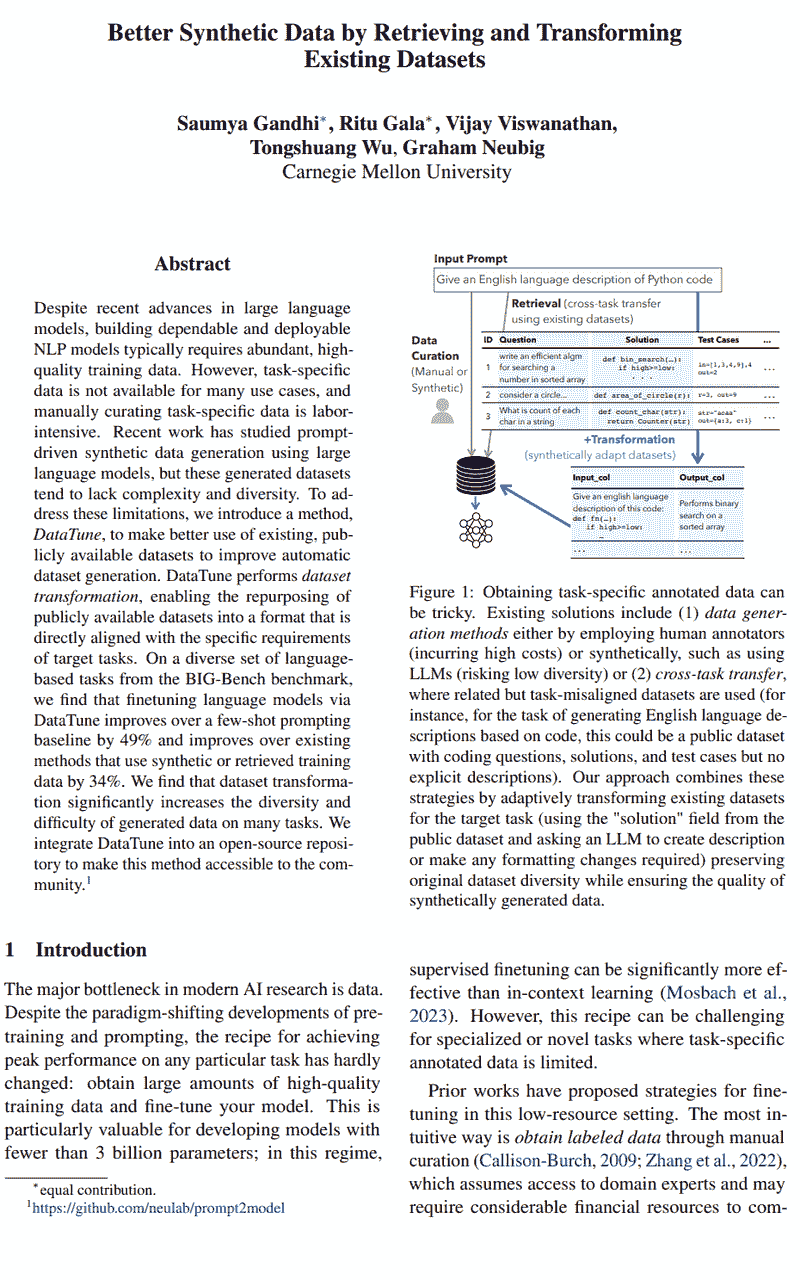 Better Synthetic Data by Retrieving and Transforming
Existing Datasets
Saumya Gandhi*, Ritu Gala*, Vijay Viswanathan,
Tongshuang Wu, Graham Neubig
Carnegie Mellon University
Abstract
Despite recent advances in large language
models, building dependable and deployable
NLP models typically requires abundant, high-
quality training data. However, task-specific
data is not available for many use cases, and
manually curating task-specific data is labor-
intensive. Recent work has studied prompt-
driven synthetic data generation using large
language models, but these generated datasets
tend to lack complexity and diversity. To ad-
dress these limitations, we introduce a method,
DataTune, to make better use of existing, pub-
licly available datasets to improve automatic
dataset generation. DataTune performs dataset
transformation, enabling the repurposing of
publicly available datasets into a format that is
directly aligned with the specific requirements
of target tasks. On a diverse set of language-
based tasks from the BIG-Bench benchmark,
we find that finetuning language models via
DataTune improves over a few-shot prompting
baseline by 49% and improves over existing
methods that use synthetic or retrieved training
data by 34%. We find that dataset transforma-
tion significantly increases the diversity and
difficulty of generated data on many tasks. We
integrate DataTune into an open-source reposi-
tory to make this method accessible to the com-
munity.1
1 Introduction
The major bottleneck in modern AI research is data.
Despite the paradigm-shifting developments of pre-
training and prompting, the recipe for achieving
peak performance on any particular task has hardly
changed: obtain large amounts of high-quality
training data and fine-tune your model. This is
particularly valuable for developing models with
fewer than 3 billion parameters; in this regime,
*equal contribution.
1https://github.com/neulab/prompt2model
Input Prompt
Give an English language description of Python code
Retrieval (cross-task transfer
using existing datasets)
Data
Curation
(Manual or
Synthetic)
ID Question Solution Test Cases ...
1 write an efficient algm for searching a number in sorted array def bin_search(…): if high>=low: . . . in=[1,3,4,9],4 out=2 ...
2 consider a circle... def area_of_circle(r): r=3, out=9 ...
3 What is count of each char in a string def count_char(str): return Counter(str) str="acaa" out={a:3, c:1} ...
+Transformation
(synthetically adapt datasets)
Input_col Output_col
Give an english language description of this code: def fn(…): if high>=low: … Performs binary search on a sorted array
... ...
Figure 1: Obtaining task-specific annotated data can
be tricky. Existing solutions include (1) data gener-
ation methods either by employing human annotators
(incurring high costs) or synthetically, such as using
LLMs (risking low diversity) or (2) cross-task transfer,
where related but task-misaligned datasets are used (for
instance, for the task of generating English language de-
scriptions based on code, this could be a public dataset
with coding questions, solutions, and test cases but no
explicit descriptions). Our approach combines these
strategies by adaptively transforming existing datasets
for the target task (using the "solution" field from the
public dataset and asking an LLM to create description
or make any formatting changes required) preserving
original dataset diversity while ensuring the quality of
synthetically generated data.
supervised finetuning can be significantly more ef-
fective than in-context learning (Mosbach et al.,
2023). However, this recipe can be challenging
for specialized or novel tasks where task-specific
annotated data is limited.
Prior works have proposed strategies for fine-
tuning in this low-resource setting. The most in-
tuitive way is obtain labeled data through manual
curation (Callison-Burch, 2009; Zhang et al., 2022),
which assumes access to domain experts and may
require considerable financial resources to com-